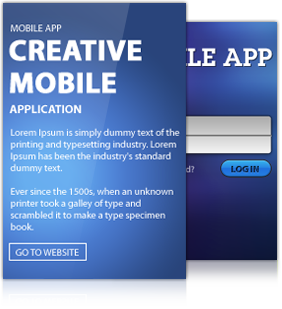 MOBILE APP
CREATIVE
MOBILE
APPLICATION
Lorem Ipsum is simply dummy text of the
printing and typesetting industry. Lorem
Ipsum has been the industry's standard
dummy text.
Ever since the 1500s, when an unknown
printer took a galley of type and
scrambled it to make a type specimen
book.
GO TO WEBSITE
APP
LOG IN